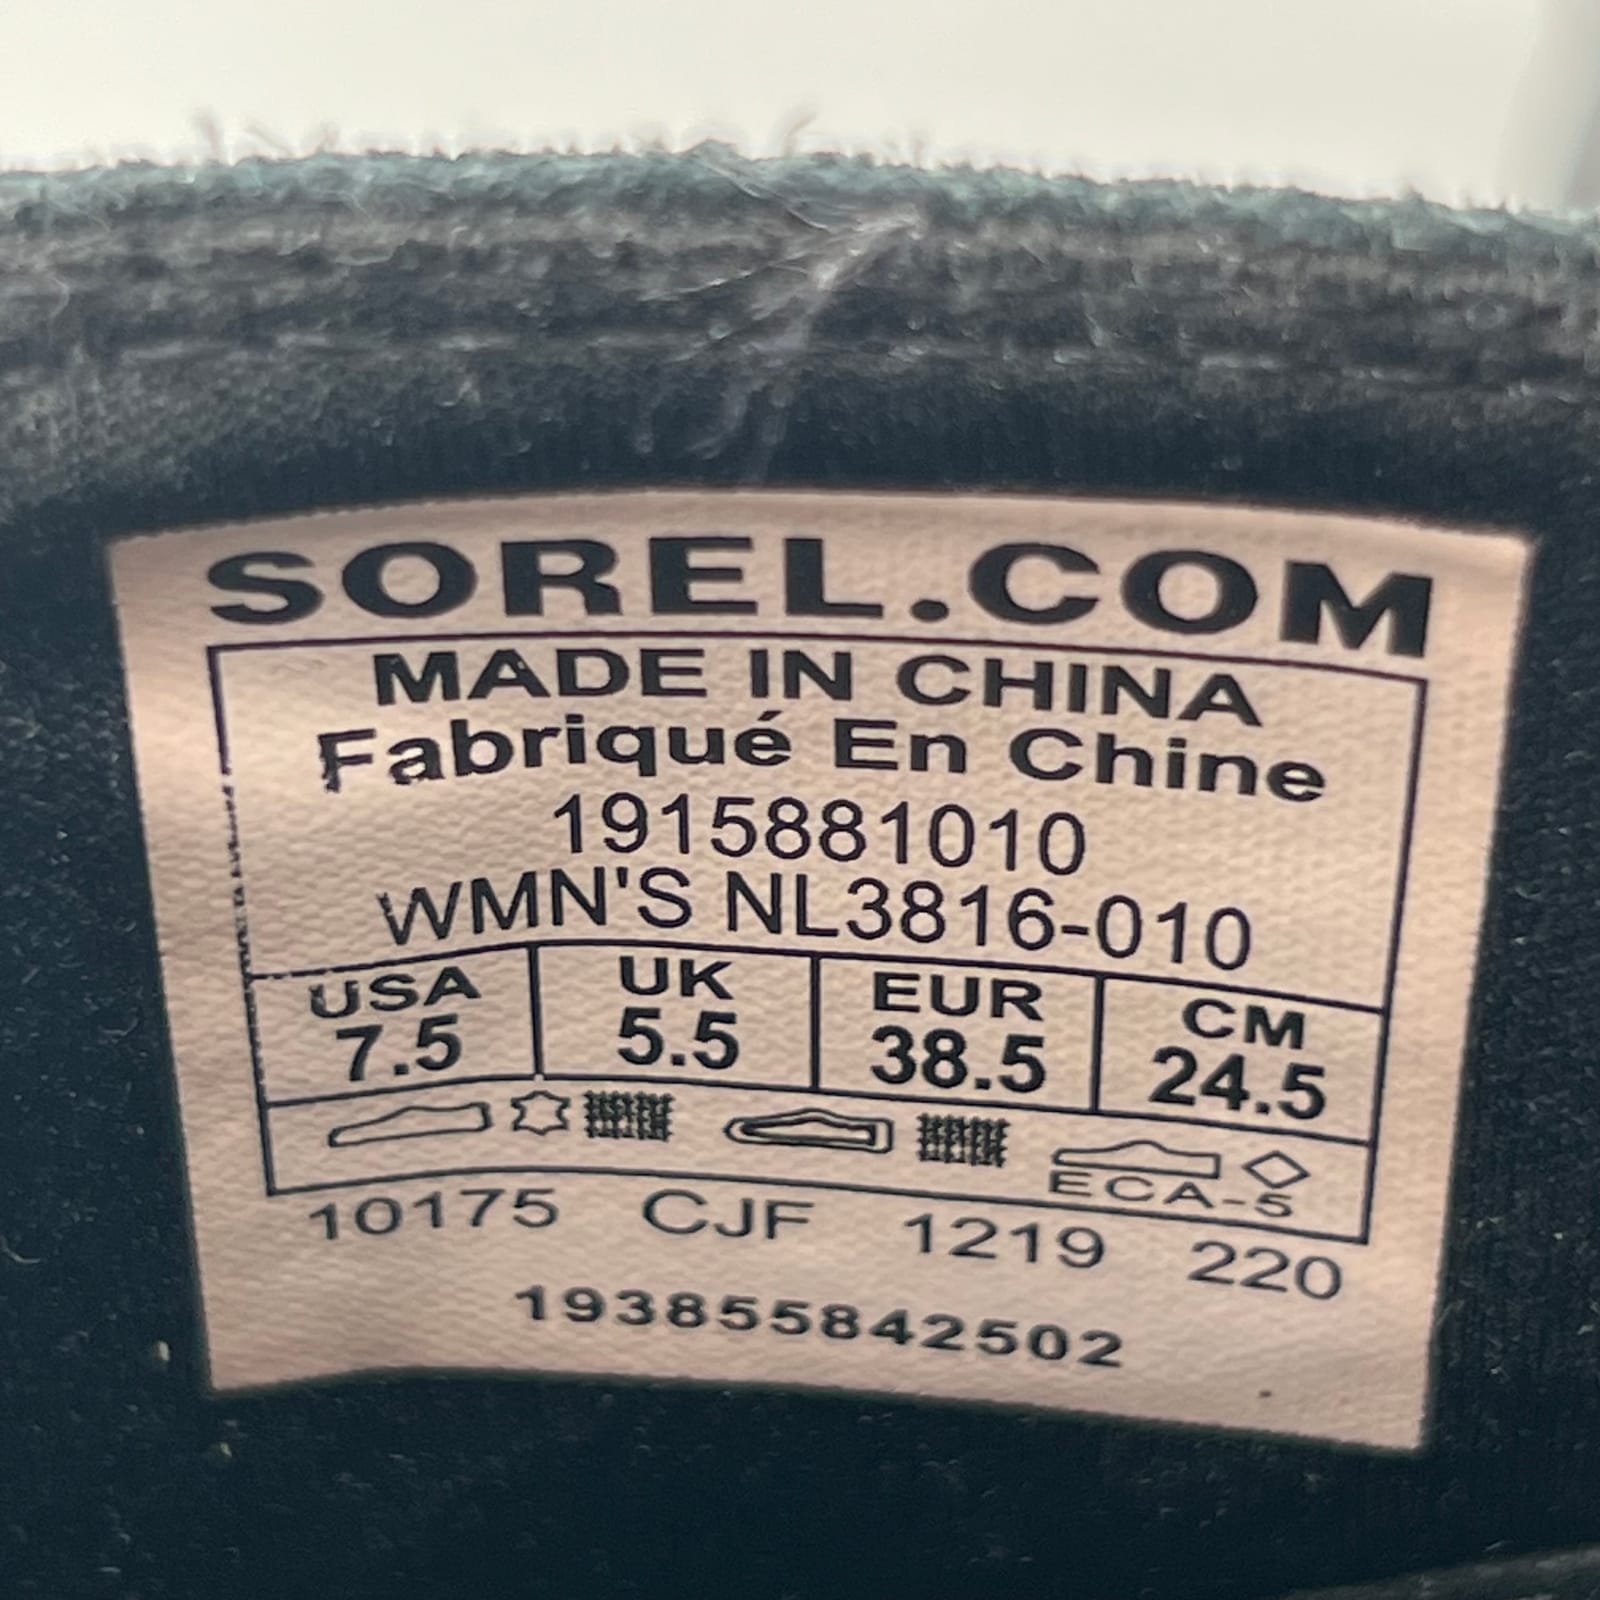 SOREL.COM
MADE IN CHINA
Fabriqué En Chine
1915881010
WMN'S NL3816-010
USA UK EUR CM
7.5 5.5 38.5 24.5
ECA-5
10175 CJF 1219 220
193855842502